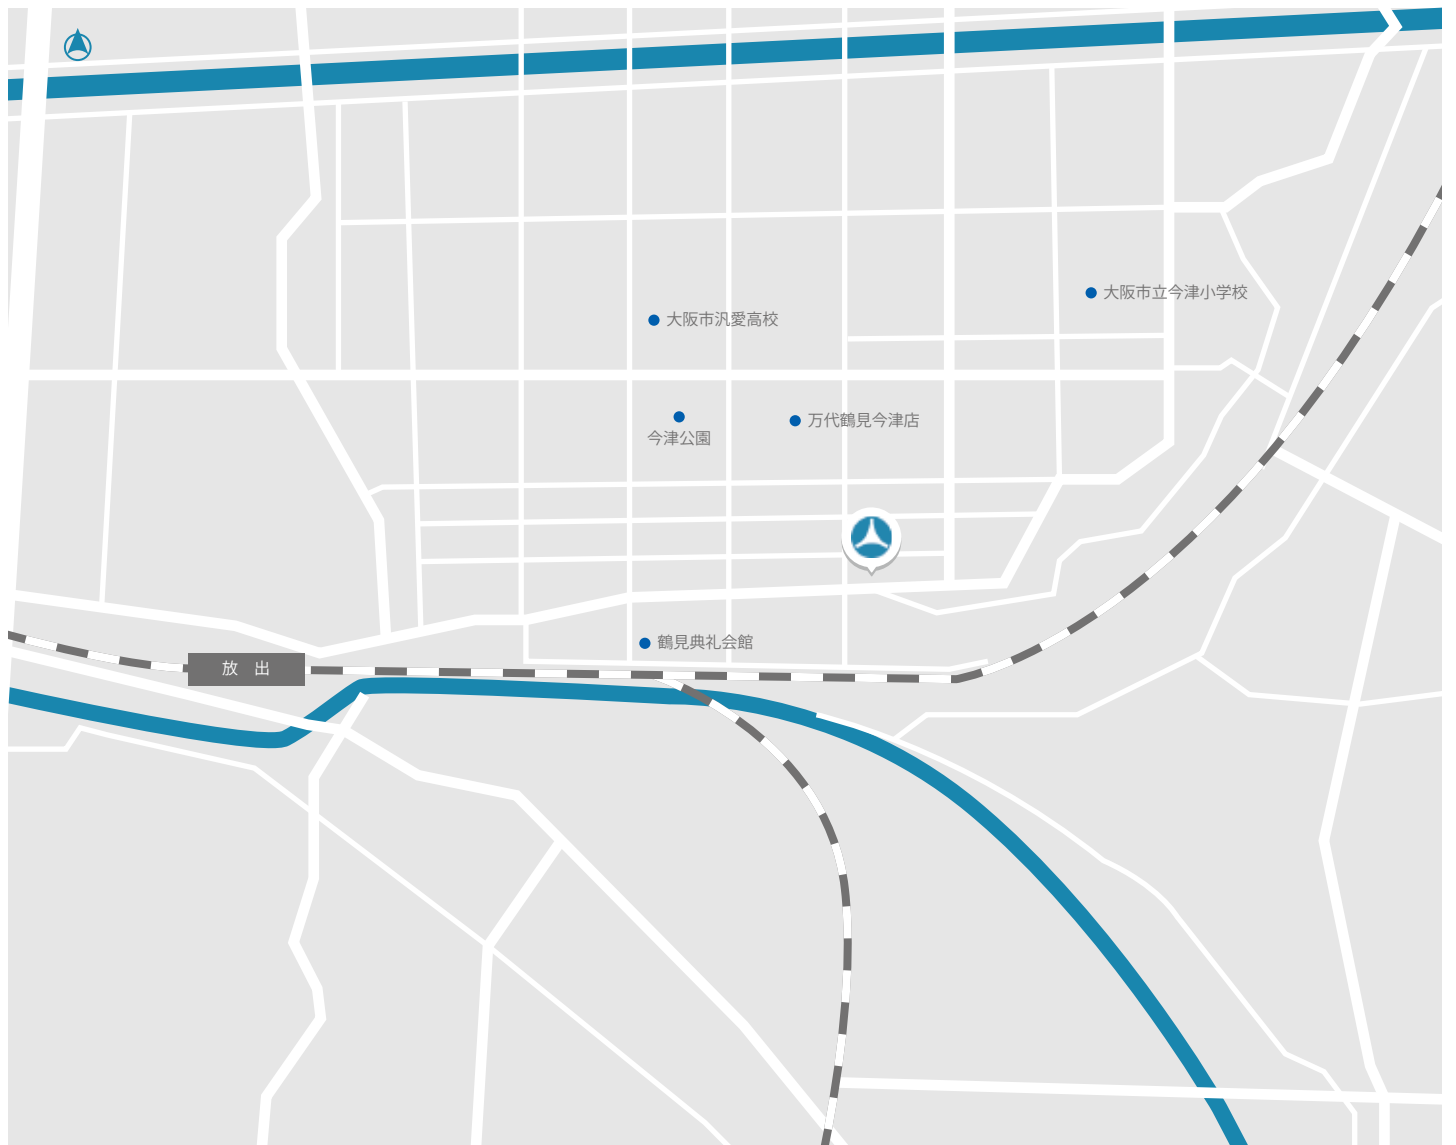 大阪市立今津小学校
大阪市汎愛高校
今津公園
万代鶴見今津店
鶴見典礼会館
放 出